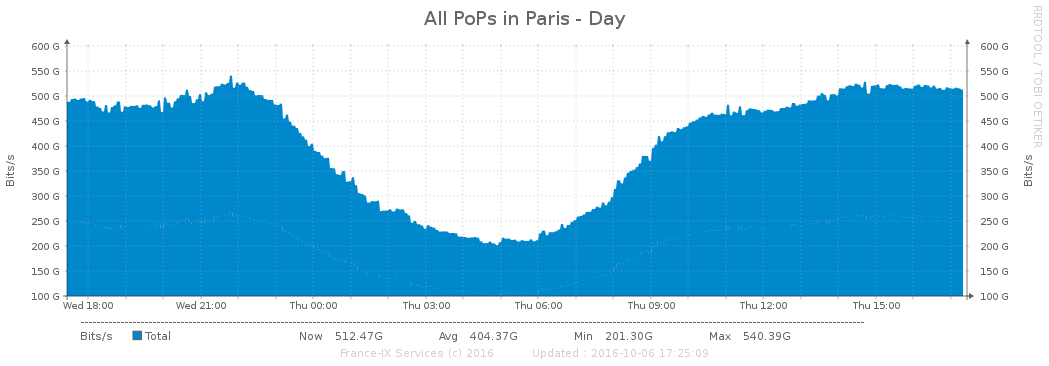 All PoPs in Paris - Day
RRDTOOL / TOBI OETIKER
Bits/s
600 G
550 G
500 G
450 G
400 G
350 G
300 G
250 G
200 G
150 G
100 G
600 G
550 G
500 G
450 G
400 G
350 G
300 G
250 G
200 G
150 G
100 G
Bits/s
Wed 18:00 Wed 21:00 Thu 00:00 Thu 03:00 Thu 06:00 Thu 09:00 Thu 12:00 Thu 15:00
Bits/s Total Now 512.47G Avg 404.37G Min 201.30G Max 540.39G
France-IX Services (c) 2016 Updated : 2016-10-06 17:25:09